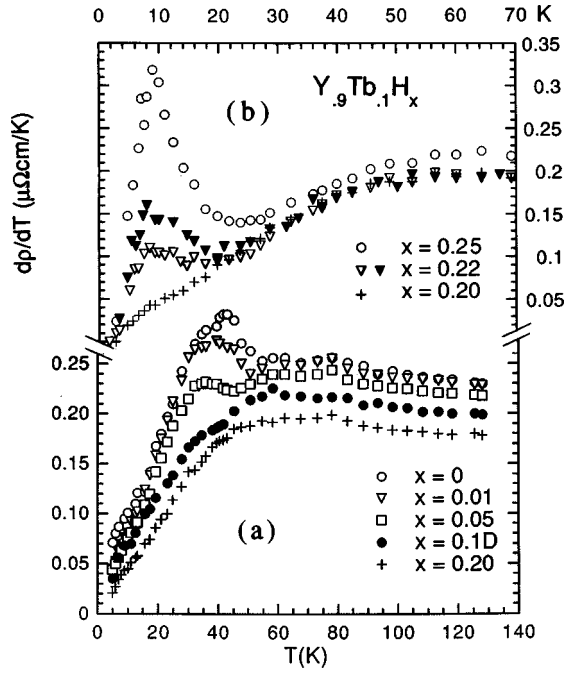 0 10 20 30 40 50 60 70 K
0.35
(b) Y.9Tb.1Hx
0.3
0.25
0.2
0.15
0.1
0.05
x = 0.25
x = 0.22
x = 0.20
dρ/dT (μΩcm/K)
0.25
0.20
0.15
0.10
0.05
0.00
x = 0
x = 0.01
x = 0.05
x = 0.1D
x = 0.20
(a)
0 20 40 60 80 100 120 140
T(K)